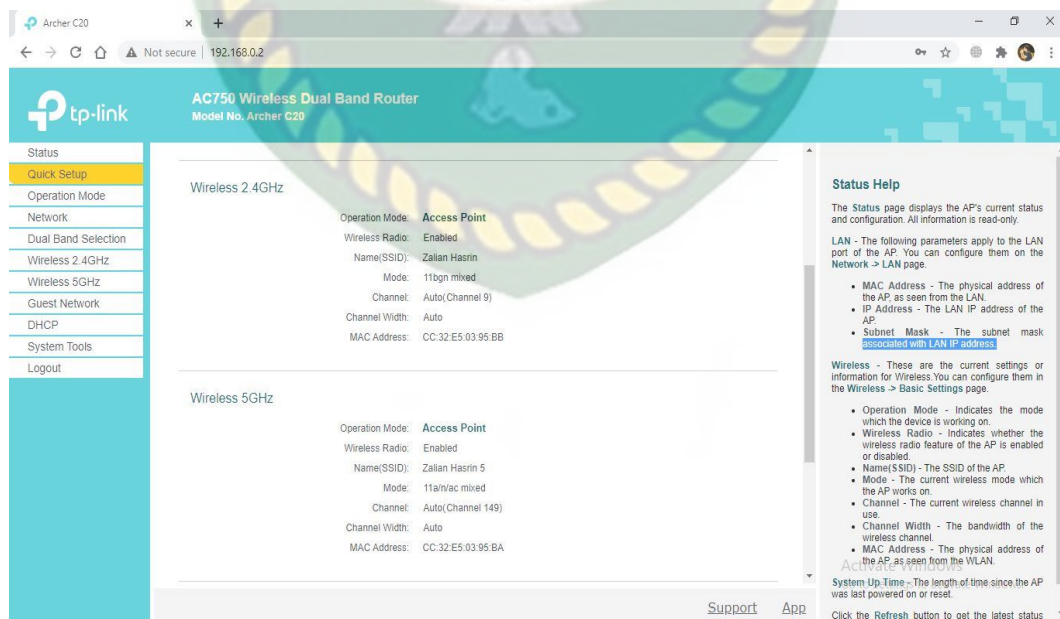 Archer C20
Not secure | 192.168.0.2
tp-link
AC750 Wireless Dual Band Router
Model No. Archer C20
Status
Quick Setup
Operation Mode
Network
Dual Band Selection
Wireless 2.4GHz
Wireless 5GHz
Guest Network
DHCP
System Tools
Logout
Wireless 2.4GHz
Operation Mode: Access Point
Wireless Radio: Enabled
Name(SSID): Zalian Hasrin
Mode: 11bgn mixed
Channel: Auto(Channel 9)
Channel Width: Auto
MAC Address: CC:32:E5:03:95:BB
Wireless 5GHz
Operation Mode: Access Point
Wireless Radio: Enabled
Name(SSID): Zalian Hasrin 5
Mode: 11a/n/ac mixed
Channel: Auto(Channel 149)
Channel Width: Auto
MAC Address: CC:32:E5:03:95:BA
Support App
Status Help
The Status page displays the AP's current status
and configuration. All information is read-only.
LAN - The following parameters apply to the LAN
port of the AP. You can configure them on the
Network -> LAN page.
• MAC Address - The physical address of
the AP, as seen from the LAN.
• IP Address - The LAN IP address of the
AP.
• Subnet Mask - The subnet mask
associated with LAN IP address.
Wireless - These are the current settings or
information for Wireless.You can configure them in
the Wireless -> Basic Settings page.
• Operation Mode - Indicates the mode
which the device is working on.
• Wireless Radio - Indicates whether the
wireless radio feature of the AP is enabled
or disabled.
• Name(SSID) - The SSID of the AP.
• Mode - The current wireless mode which
the AP works on.
• Channel - The current wireless channel in
use.
• Channel Width - The bandwidth of the
wireless channel.
• MAC Address - The physical address of
the AP, as seen from the WLAN.
Activate Windows
System Up Time - The length of time since the AP
was last powered on or reset.
Click the Refresh button to get the latest status